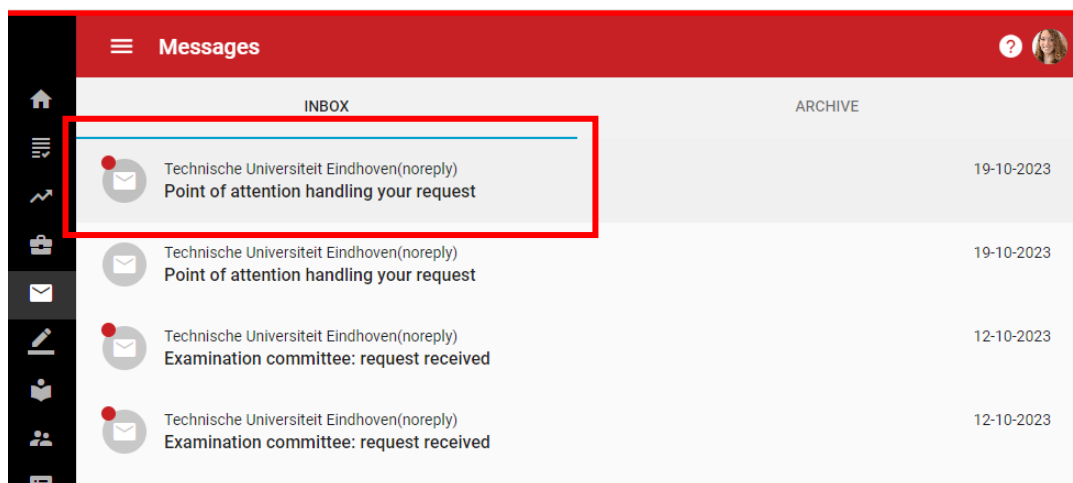 Messages
?
INBOX
ARCHIVE
Technische Universiteit Eindhoven(noreply)
19-10-2023
Point of attention handling your request
Technische Universiteit Eindhoven(noreply)
19-10-2023
Point of attention handling your request
Technische Universiteit Eindhoven(noreply)
12-10-2023
Examination committee: request received
Technische Universiteit Eindhoven(noreply)
12-10-2023
Examination committee: request received